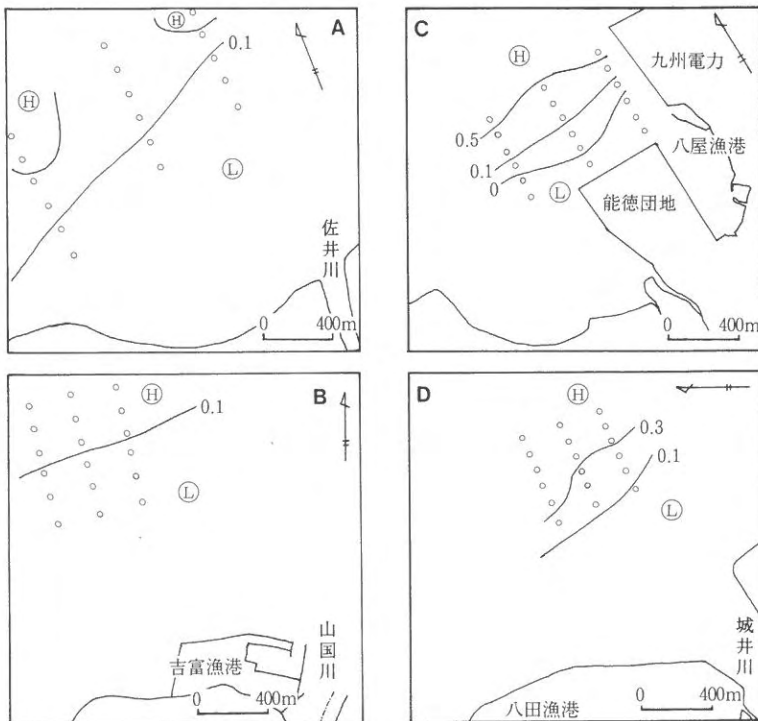 A
H
0.1
H
L
佐井川
0 400m
C
九州電力
H
八屋漁港
0.5
0.1
0
L
能徳団地
0 400m
B
H
0.1
L
山国川
吉富漁港
0 400m
D
H
0.3
0.1
L
城井川
八田漁港
0 400m